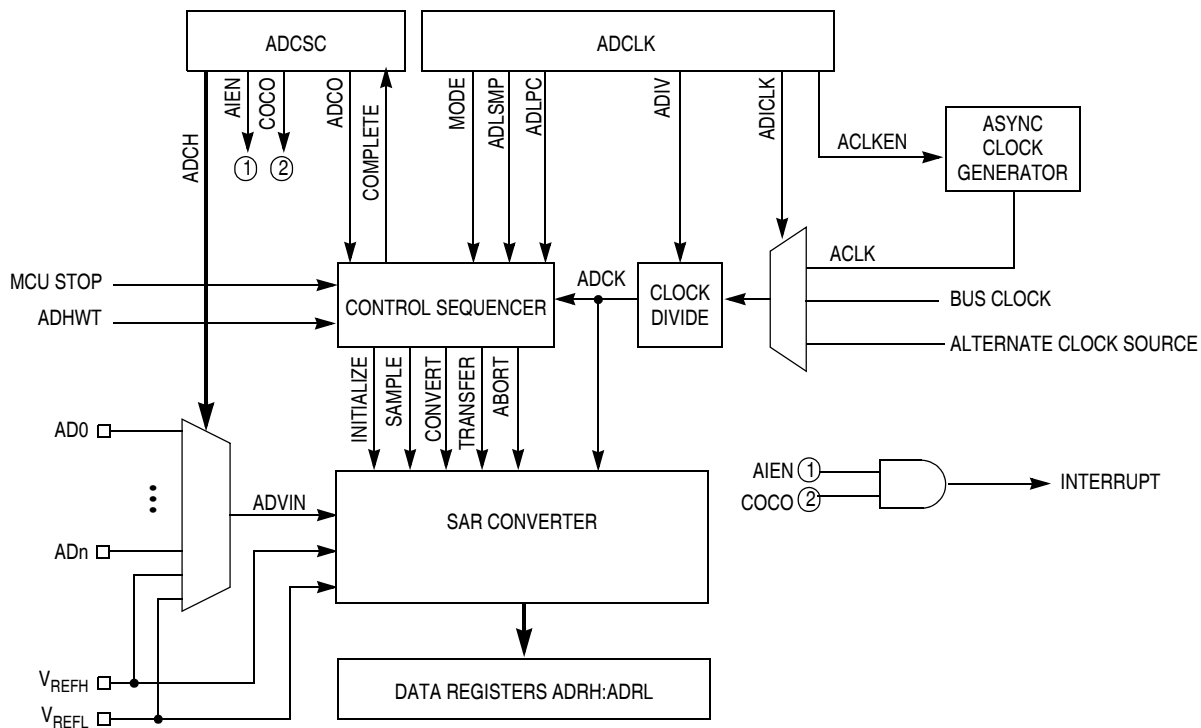 ADCSC
ADCLK
ADCH
AIEN
COCO
ADCO
COMPLETE
MODE
ADLSMP
ADLPC
ADIV
ADICLK
ACLKEN
ASYNC
CLOCK
GENERATOR
1
2
MCU STOP
ADHWT
CONTROL SEQUENCER
ADCK
CLOCK
DIVIDE
ACLK
BUS CLOCK
ALTERNATE CLOCK SOURCE
INITIALIZE
SAMPLE
CONVERT
TRANSFER
ABORT
AD0
•••
ADn
ADVIN
SAR CONVERTER
AIEN 1
COCO 2
INTERRUPT
VREFH
VREFL
DATA REGISTERS ADRH:ADRL